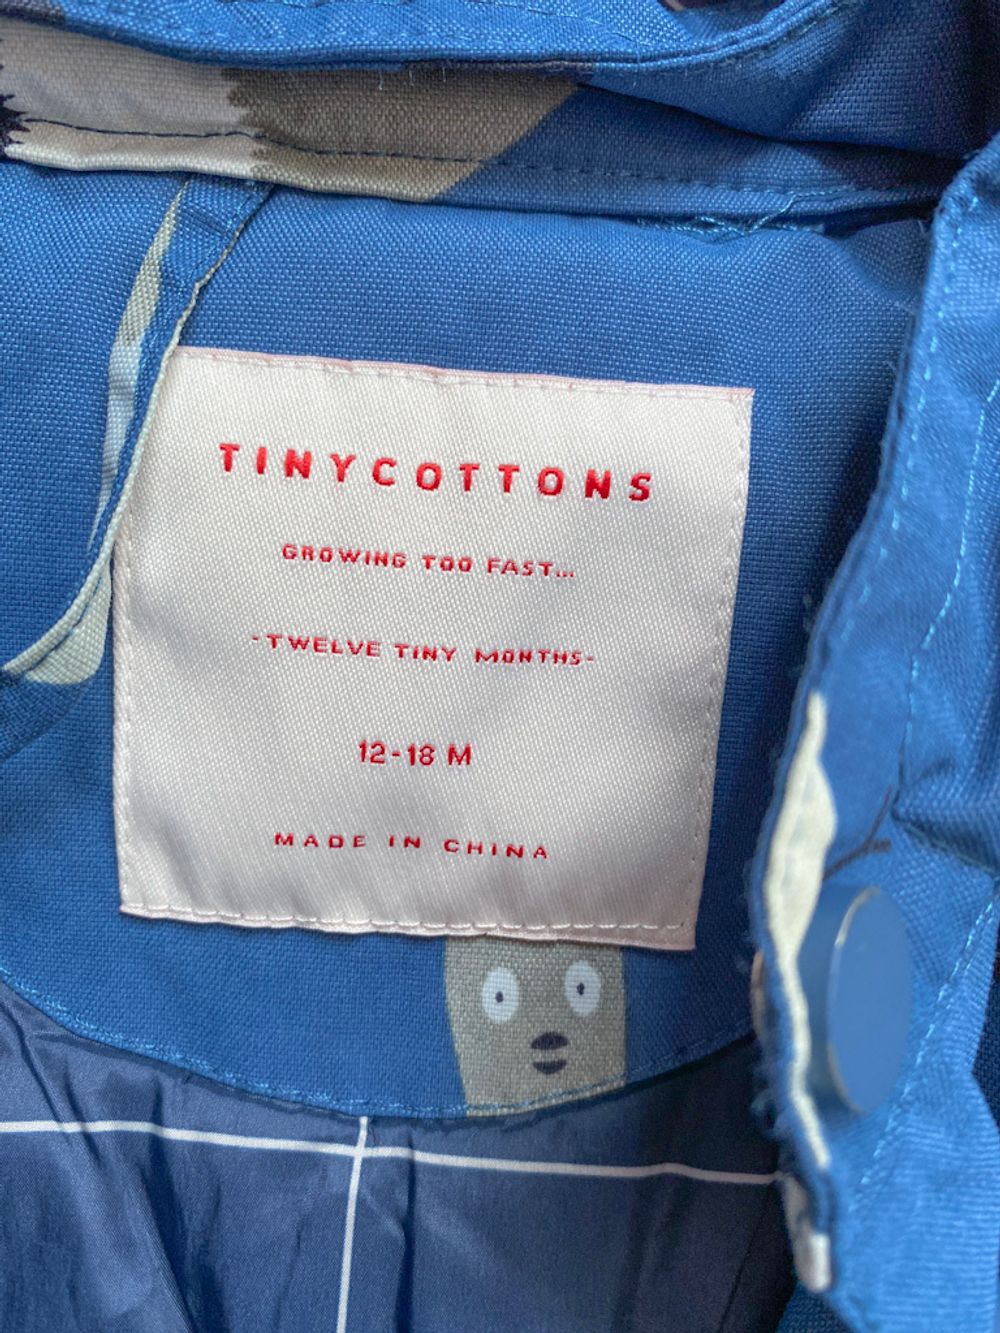 TINYCOTTONS
GROWING TOO FAST...
-TWELVE TINY MONTHS-
12-18 M
MADE IN CHINA